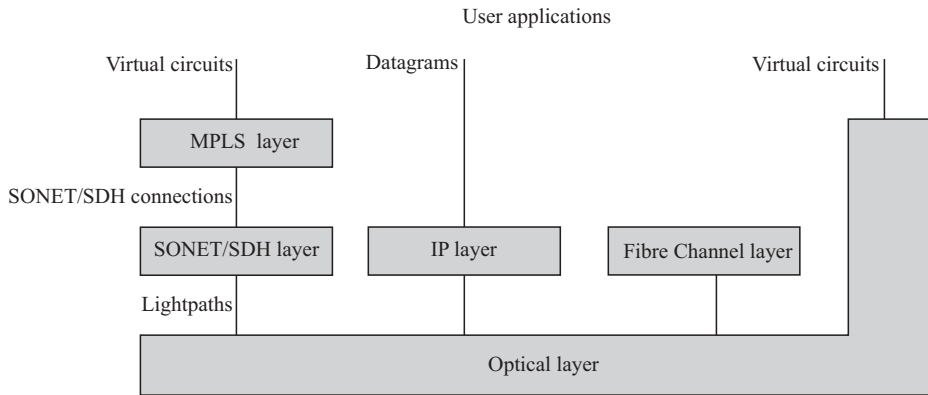 User applications
Virtual circuits
Datagrams
Virtual circuits
MPLS layer
SONET/SDH connections
SONET/SDH layer
IP layer
Fibre Channel layer
Lightpaths
Optical layer